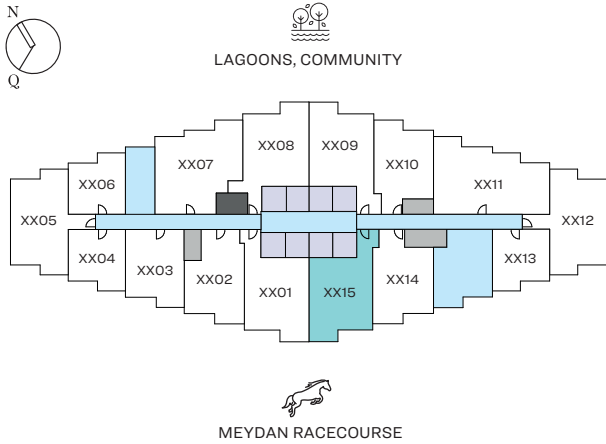 N
Q
LAGOONS, COMMUNITY
XX08
XX09
XX07
XX10
XX06
XX11
XX05
XX12
XX04
XX03
XX02
XX01
XX15
XX14
XX13
MEYDAN RACECOURSE